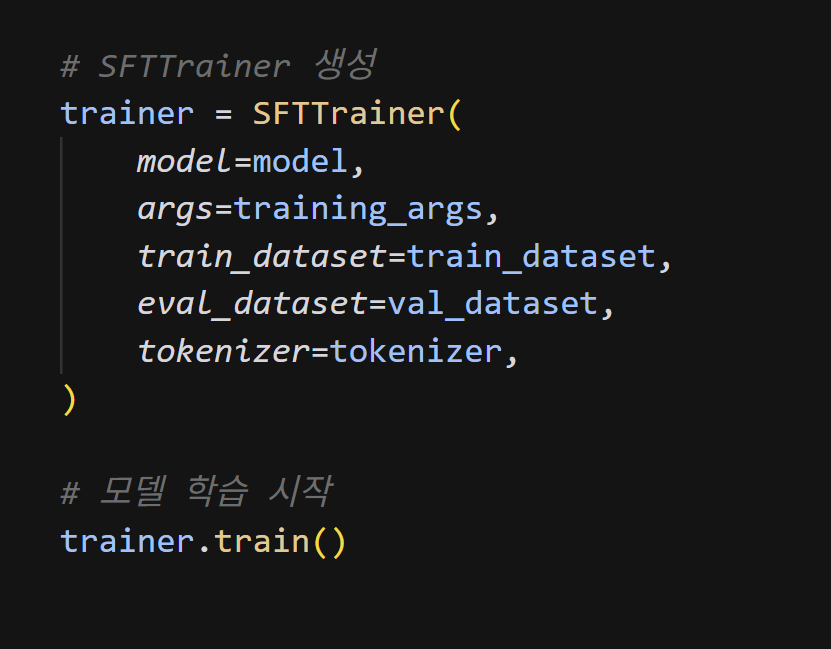 # SFTTrainer 생성
trainer = SFTTrainer(
    model=model,
    args=training_args,
    train_dataset=train_dataset,
    eval_dataset=val_dataset,
    tokenizer=tokenizer,
)
# 모델 학습 시작
trainer.train()